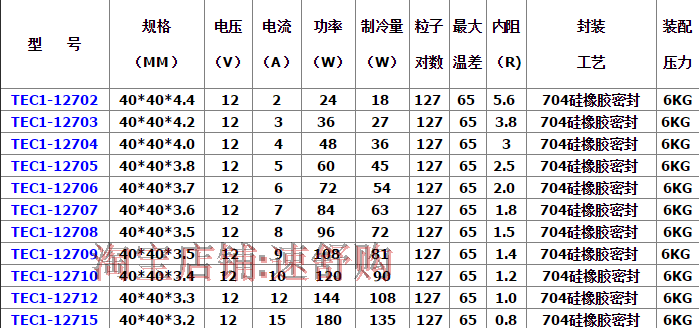 型 号 规格（MM） 电压（V） 电流（A） 功率（W） 制冷量（W） 粒子对数 最大温差 内阻（R) 封装工艺 装配压力
TEC1-12702 40*40*4.4 12 2 24 18 127 65 5.6 704硅橡胶密封 6KG
TEC1-12703 40*40*4.2 12 3 36 27 127 65 3.8 704硅橡胶密封 6KG
TEC1-12704 40*40*4.0 12 4 48 36 127 65 3 704硅橡胶密封 6KG
TEC1-12705 40*40*3.8 12 5 60 45 127 65 2.5 704硅橡胶密封 6KG
TEC1-12706 40*40*3.7 12 6 72 54 127 65 2.0 704硅橡胶密封 6KG
TEC1-12707 40*40*3.6 12 7 84 63 127 65 1.8 704硅橡胶密封 6KG
TEC1-12708 40*40*3.5 12 8 96 72 127 65 1.5 704硅橡胶密封 6KG
TEC1-12709 40*40*3.5 12 9 108 81 127 65 1.4 704硅橡胶密封 6KG
淘宝店铺:速舒购
TEC1-12710 40*40*3.4 12 10 120 90 127 65 1.2 704硅橡胶密封 6KG
TEC1-12712 40*40*3.3 12 12 144 108 127 65 1.0 704硅橡胶密封 6KG
TEC1-12715 40*40*3.2 12 15 180 135 127 65 0.8 704硅橡胶密封 6KG